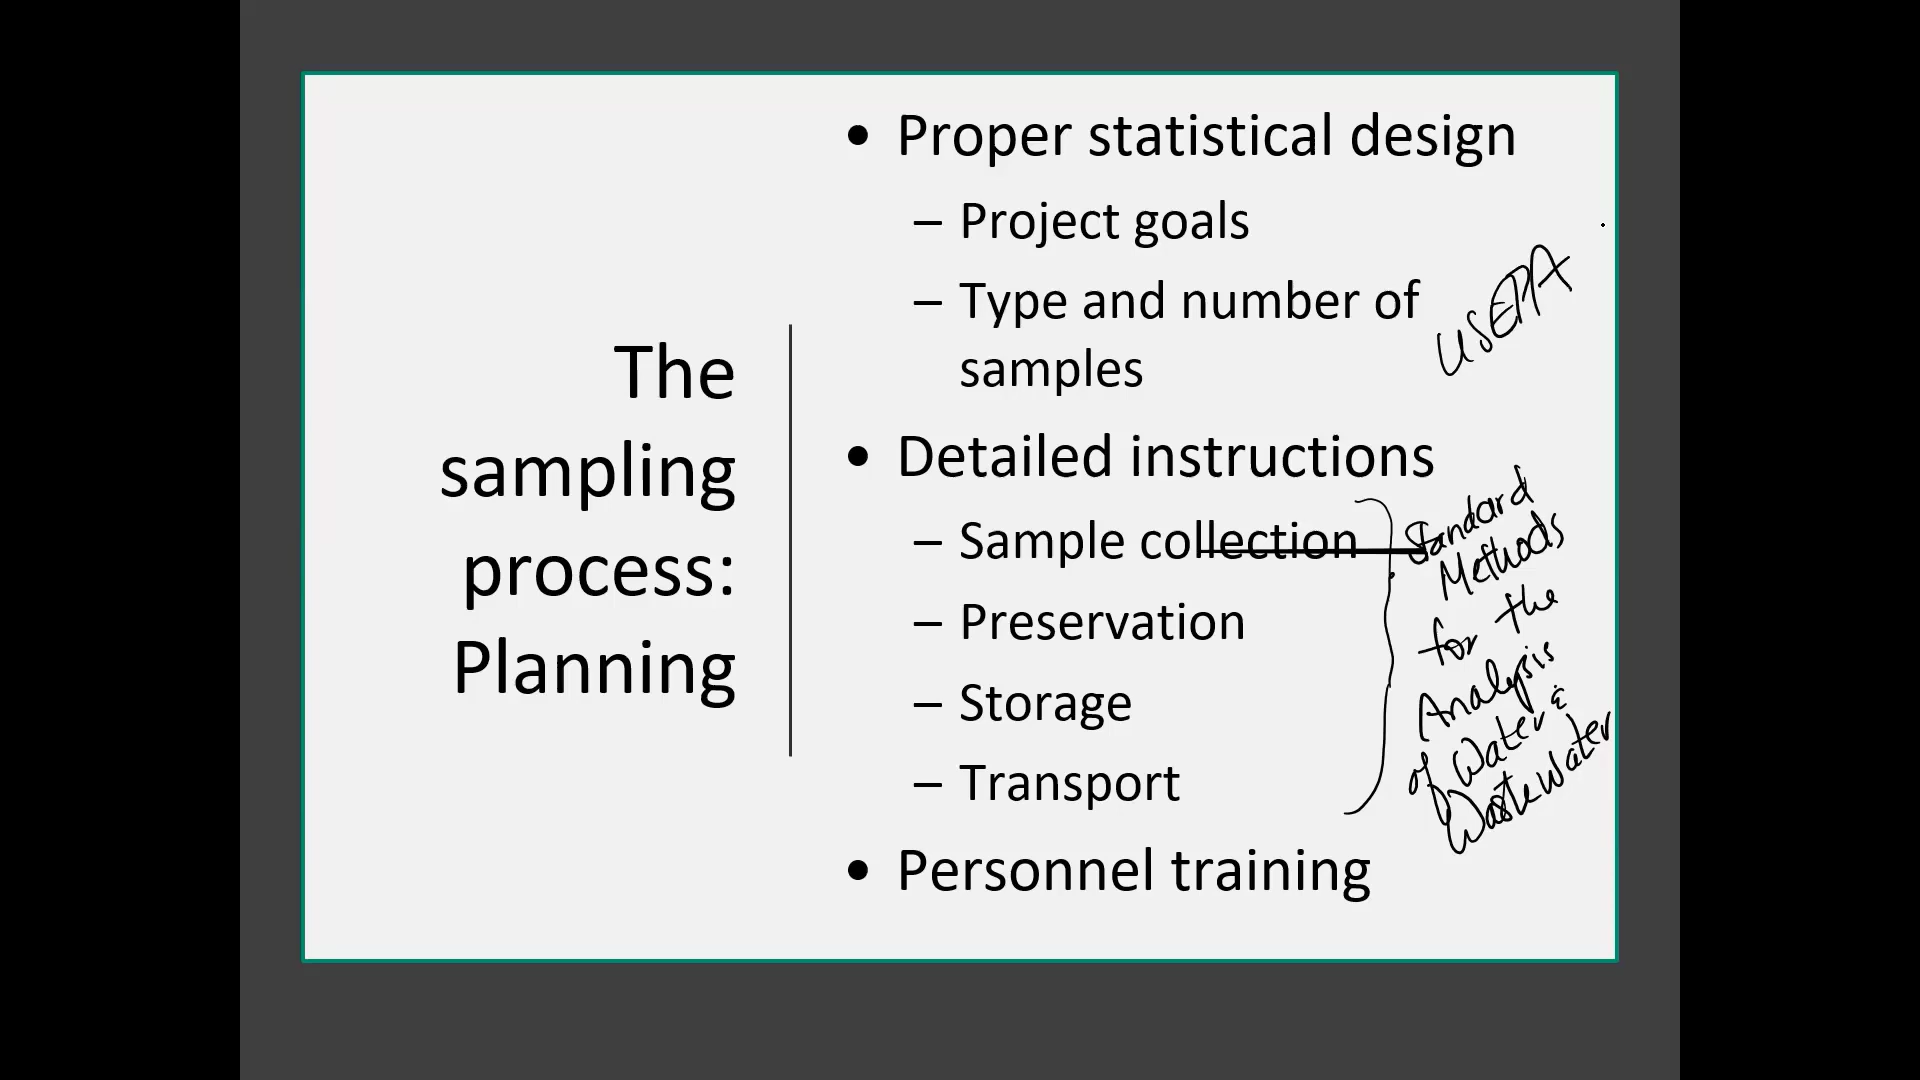 The
sampling
process:
Planning
• Proper statistical design
– Project goals
– Type and number of
samples
• Detailed instructions
– Sample collection
– Preservation
– Storage
– Transport
• Personnel training
USEPA
Standard
Methods
for the
Analysis
of Water &
Wastewater